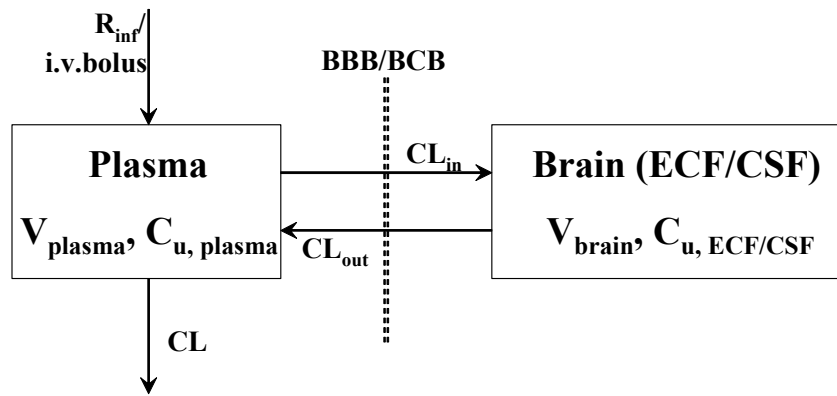 R_inf/
i.v.bolus
BBB/BCB
Plasma
V_plasma, C_u, plasma
CL_in
CL_out
Brain (ECF/CSF)
V_brain, C_u, ECF/CSF
CL